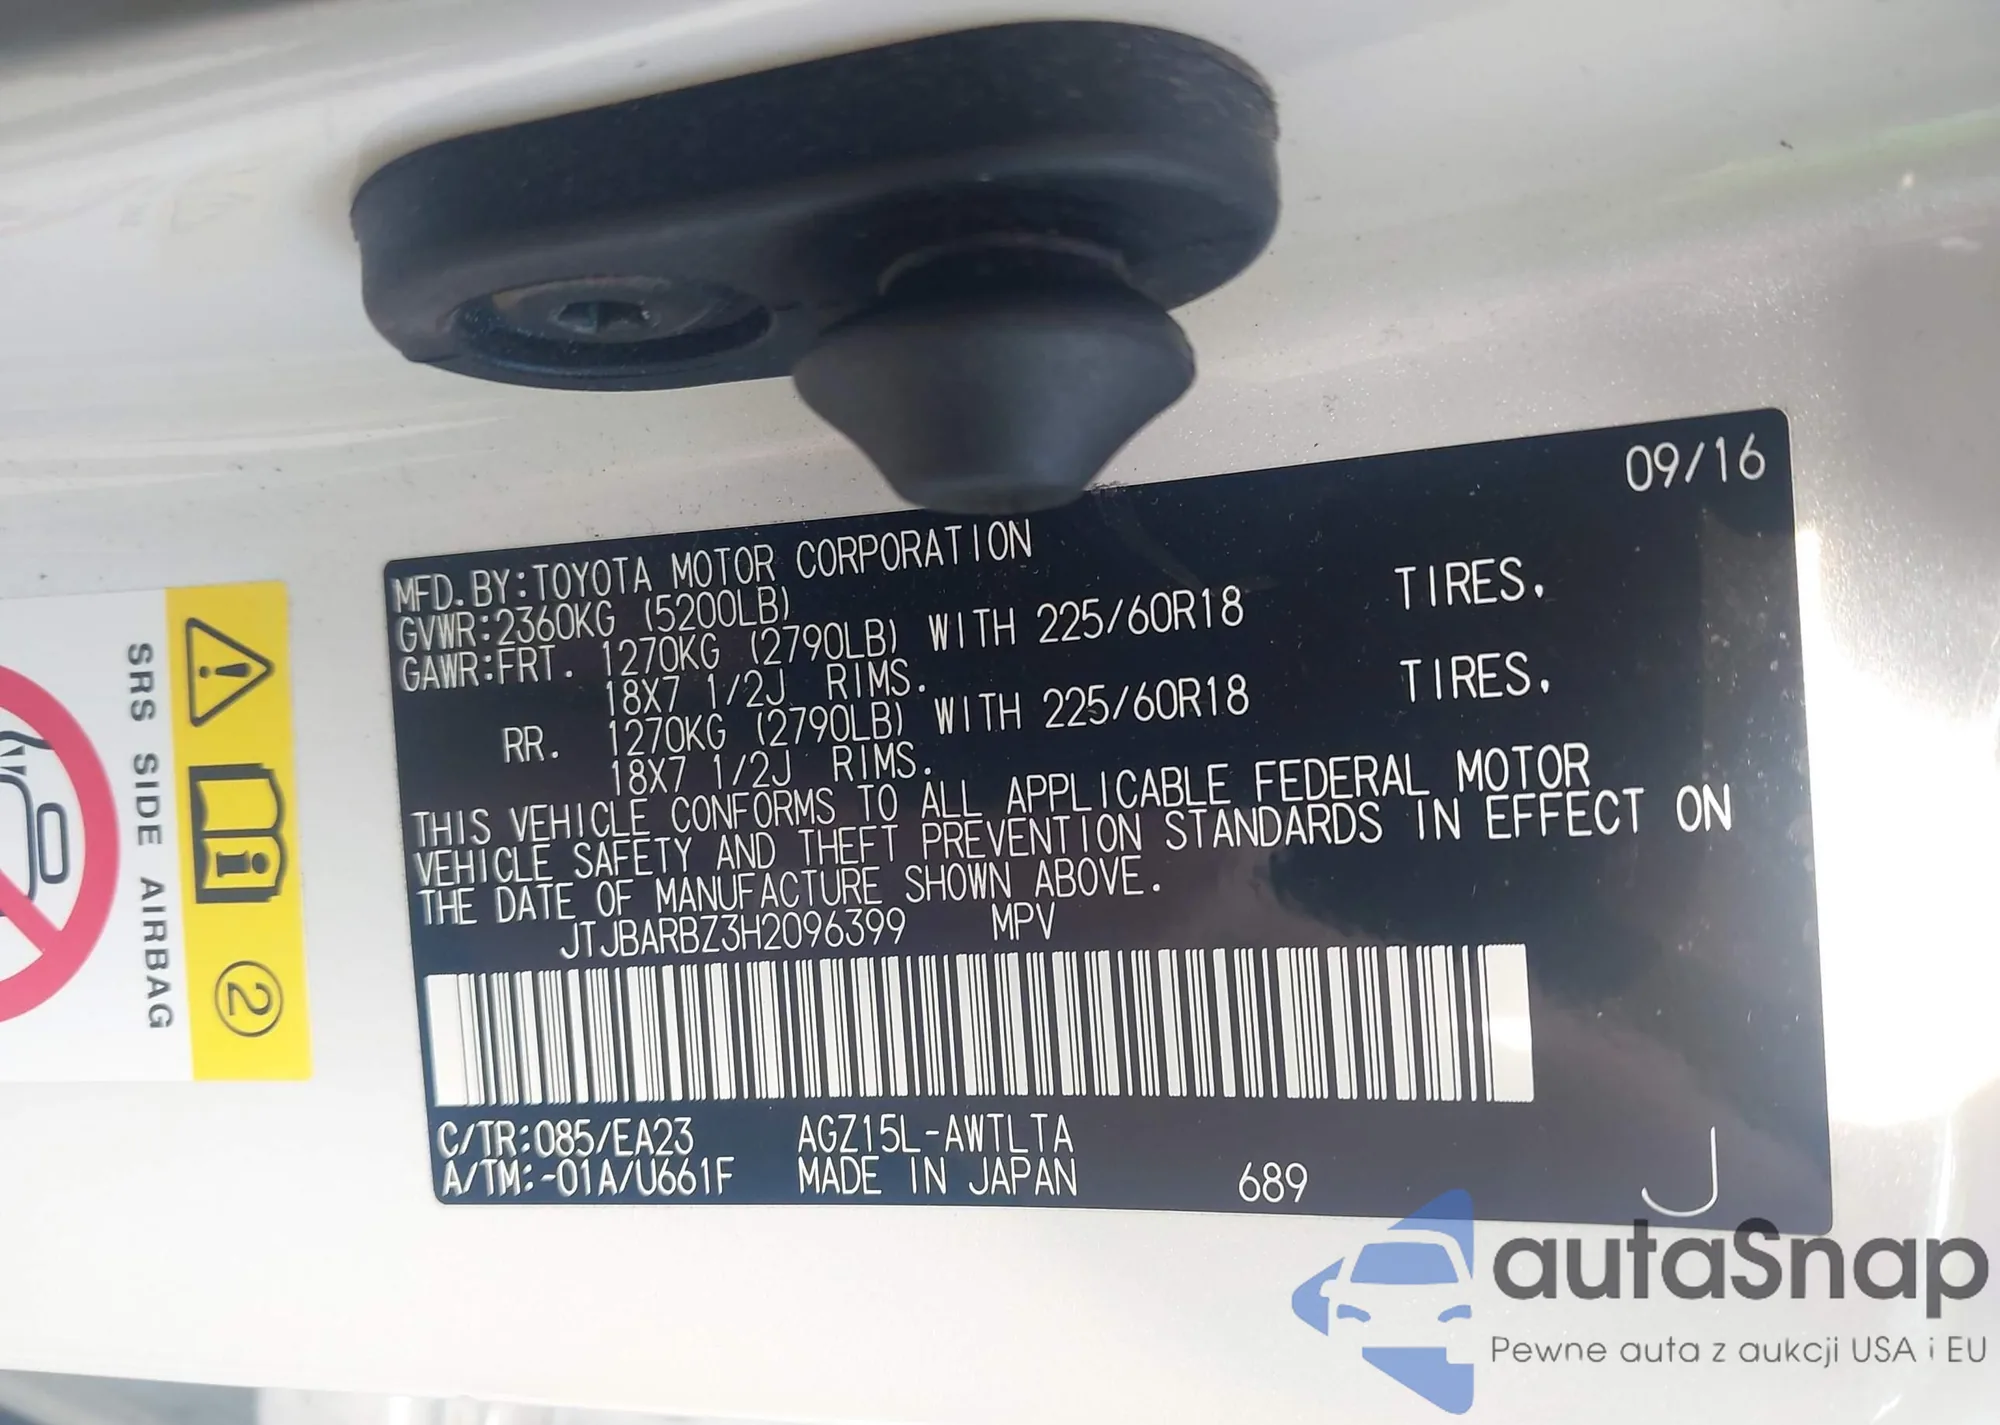 09/16
MFD.BY:TOYOTA MOTOR CORPORATION
GVWR:2360KG (5200LB)
GAWR:FRT. 1270KG (2790LB) WITH 225/60R18 TIRES.
18X7 1/2J RIMS.
RR. 1270KG (2790LB) WITH 225/60R18 TIRES.
18X7 1/2J RIMS.
THIS VEHICLE CONFORMS TO ALL APPLICABLE FEDERAL MOTOR
VEHICLE SAFETY AND THEFT PREVENTION STANDARDS IN EFFECT ON
THE DATE OF MANUFACTURE SHOWN ABOVE.
JTJBARBZ3H2096399 MPV
C/TR:085/EA23 AGZ15L-AWTLTA
A/TM:-01A/U661F MADE IN JAPAN 689 J
SRS SIDE AIRBAG
2
autaSnap
Pewne auta z aukcji USA i EU